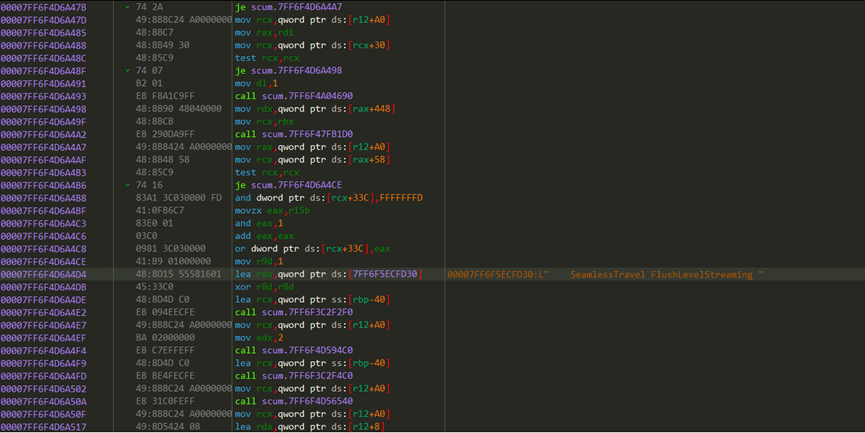 00007FF6F4D6A47B 74 2A je scum.7FF6F4D6A4A7
00007FF6F4D6A47D 49:8B8C24 A0000000 mov rcx,qword ptr ds:[r12+A0]
00007FF6F4D6A485 48:8BC7 mov rax,rdi
00007FF6F4D6A488 48:8B49 30 mov rcx,qword ptr ds:[rcx+30]
00007FF6F4D6A48C 48:85C9 test rcx,rcx
00007FF6F4D6A48F 74 07 je scum.7FF6F4D6A498
00007FF6F4D6A491 B2 01 mov dl,1
00007FF6F4D6A493 E8 F8A1C9FF call scum.7FF6F4A04690
00007FF6F4D6A498 48:8B90 48040000 mov rdx,qword ptr ds:[rax+448]
00007FF6F4D6A49F 48:8BCB mov rcx,rbx
00007FF6F4D6A4A2 E8 290DA9FF call scum.7FF6F47FB1D0
00007FF6F4D6A4A7 49:8B8424 A0000000 mov rax,qword ptr ds:[r12+A0]
00007FF6F4D6A4AF 48:8B48 58 mov rcx,qword ptr ds:[rax+58]
00007FF6F4D6A4B3 48:85C9 test rcx,rcx
00007FF6F4D6A4B6 74 16 je scum.7FF6F4D6A4CE
00007FF6F4D6A4B8 83A1 3C030000 FD and dword ptr ds:[rcx+33C],FFFFFFFD
00007FF6F4D6A4BF 41:0FB6C7 movzx eax,r15b
00007FF6F4D6A4C3 83E0 01 and eax,1
00007FF6F4D6A4C6 03C0 add eax,eax
00007FF6F4D6A4C8 0981 3C030000 or dword ptr ds:[rcx+33C],eax
00007FF6F4D6A4CE 41:B9 01000000 mov r9d,1
00007FF6F4D6A4D4 48:8D15 55581601 lea rdx,qword ptr ds:[7FF6F5ECFD30] 00007FF6F5ECFD30:L" SeamlessTravel FlushLevelStreaming "
00007FF6F4D6A4DB 45:33C0 xor r8d,r8d
00007FF6F4D6A4DE 48:8D4D C0 lea rcx,qword ptr ss:[rbp-40]
00007FF6F4D6A4E2 E8 094EECFE call scum.7FF6F3C2F2F0
00007FF6F4D6A4E7 49:8B8C24 A0000000 mov rcx,qword ptr ds:[r12+A0]
00007FF6F4D6A4EF BA 02000000 mov edx,2
00007FF6F4D6A4F4 E8 C7EFFEFF call scum.7FF6F4D594C0
00007FF6F4D6A4F9 48:8D4D C0 lea rcx,qword ptr ss:[rbp-40]
00007FF6F4D6A4FD E8 BE4FECFE call scum.7FF6F3C2F4C0
00007FF6F4D6A502 49:8B8C24 A0000000 mov rcx,qword ptr ds:[r12+A0]
00007FF6F4D6A50A E8 31C0FEFF call scum.7FF6F4D56540
00007FF6F4D6A50F 49:8B8C24 A0000000 mov rcx,qword ptr ds:[r12+A0]
00007FF6F4D6A517 49:8D5424 08 lea rdx,qword ptr ds:[r12+8]